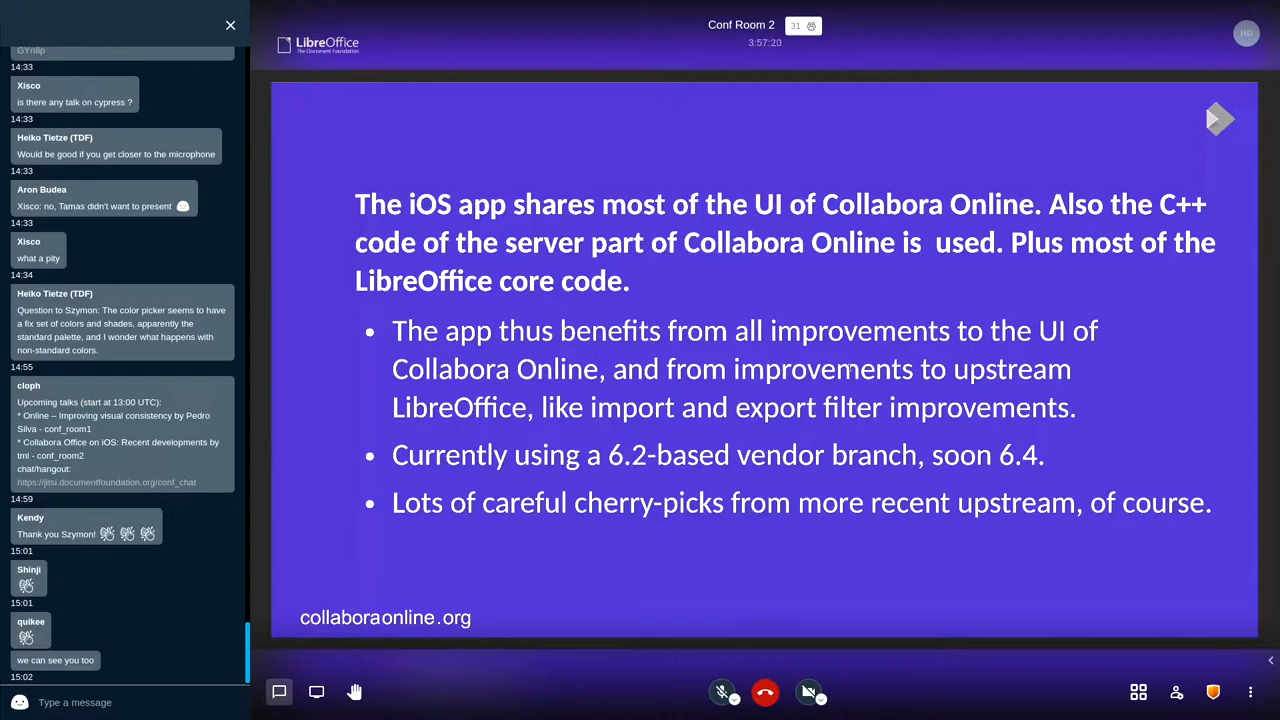 GYn8p
14:33
Xisco
is there any talk on cypress ?
14:33
Heiko Tietze (TDF)
Would be good if you get closer to the microphone
14:33
Aron Budea
Xisco: no, Tamas didn't want to present
14:33
Xisco
what a pity
14:34
Heiko Tietze (TDF)
Question to Szymon: The color picker seems to have
a fix set of colors and shades, apparently the
standard palette, and I wonder what happens with
non-standard colors.
14:55
cloph
Upcoming talks (start at 13:00 UTC):
* Online – Improving visual consistency by Pedro
Silva - conf_room1
* Collabora Office on iOS: Recent developments by
tml - conf_room2
chat/hangout:
https://jitsi.documentfoundation.org/conf_chat
14:59
Kendy
Thank you Szymon!
15:01
Shinji
15:01
quikee
we can see you too
15:02
Type a message
LibreOffice
The Document Foundation
Conf Room 2
31
3:57:20
HD
The iOS app shares most of the UI of Collabora Online. Also the C++
code of the server part of Collabora Online is  used. Plus most of the
LibreOffice core code.
• The app thus benefits from all improvements to the UI of
Collabora Online, and from improvements to upstream
LibreOffice, like import and export filter improvements.
• Currently using a 6.2-based vendor branch, soon 6.4.
• Lots of careful cherry-picks from more recent upstream, of course.
collaboraonline.org